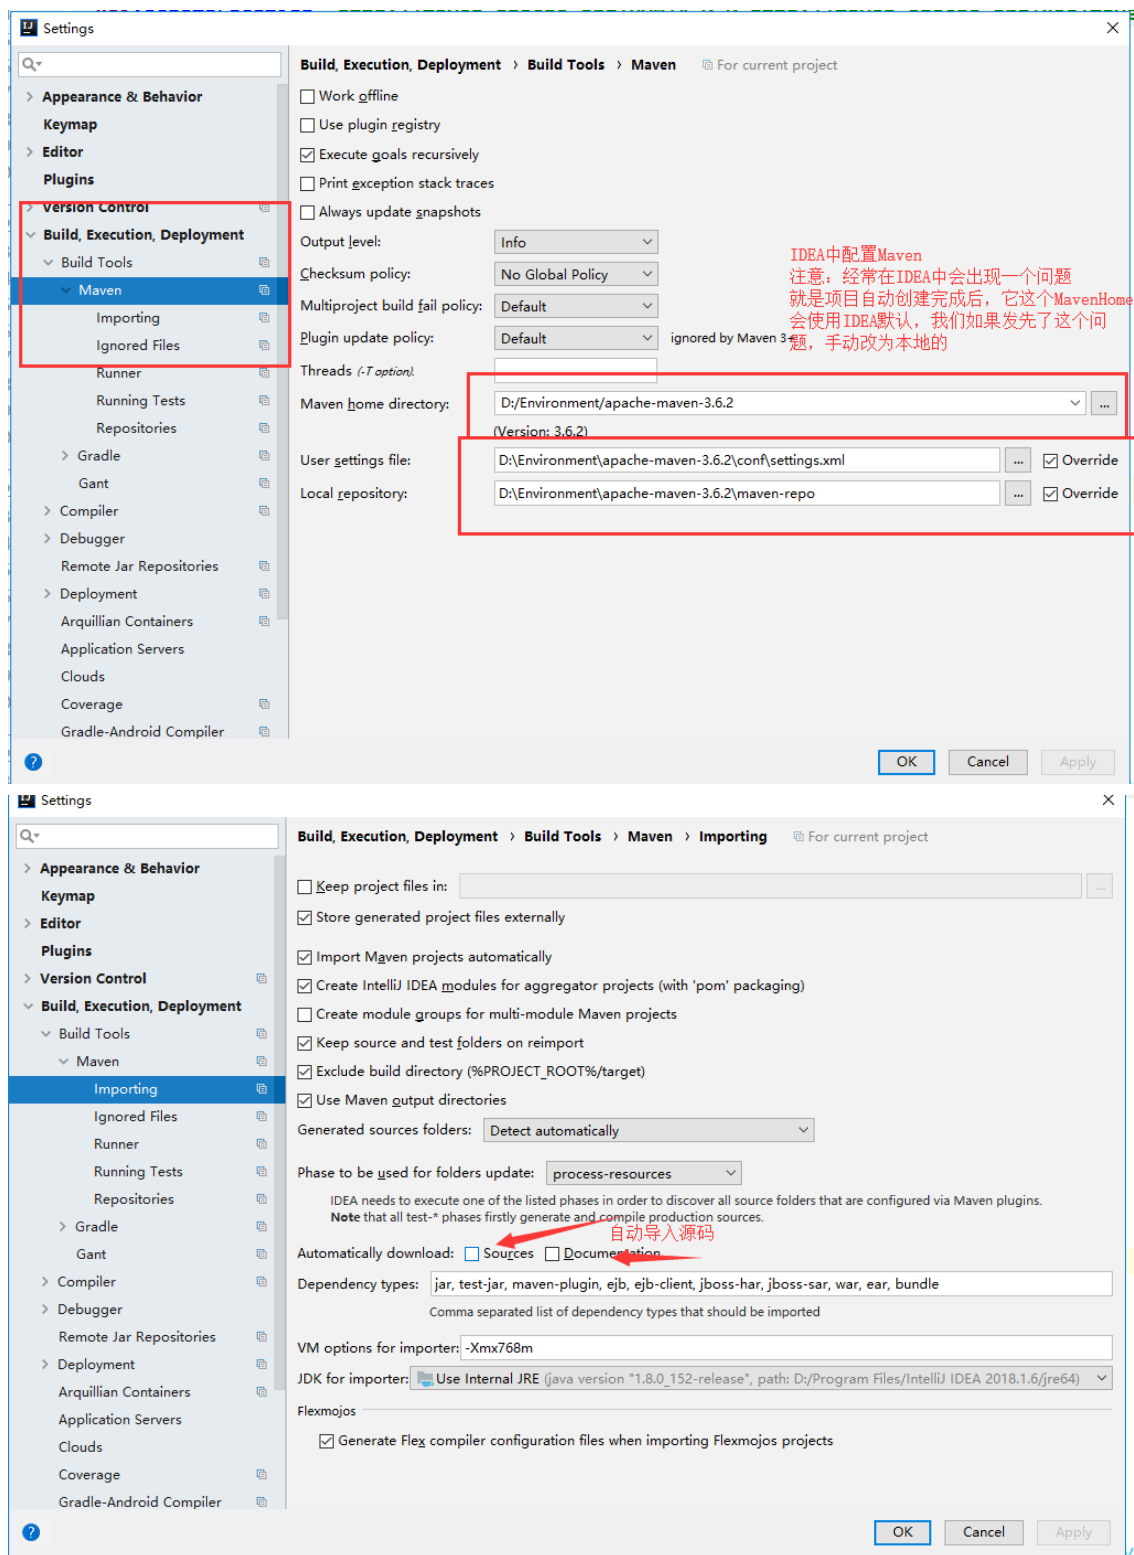 Settings
Build, Execution, Deployment › Build Tools › Maven For current project
Appearance & Behavior
Keymap
Editor
Plugins
Version Control
Build, Execution, Deployment
Build Tools
Maven
Importing
Ignored Files
Runner
Running Tests
Repositories
Gradle
Gant
Compiler
Debugger
Remote Jar Repositories
Deployment
Arquillian Containers
Application Servers
Clouds
Coverage
Gradle-Android Compiler
Work offline
Use plugin registry
Execute goals recursively
Print exception stack traces
Always update snapshots
Output level: Info
Checksum policy: No Global Policy
Multiproject build fail policy: Default
Plugin update policy: Default ignored by Maven 3+
Threads (-T option):
Maven home directory: D:/Environment/apache-maven-3.6.2 ...
(Version: 3.6.2)
User settings file: D:\Environment\apache-maven-3.6.2\conf\settings.xml ... Override
Local repository: D:\Environment\apache-maven-3.6.2\maven-repo ... Override
IDEA中配置Maven
注意：经常在IDEA中会出现一个问题
就是项目自动创建完成后，它这个MavenHome
会使用IDEA默认，我们如果发先了这个问
题，手动改为本地的
? OK Cancel Apply
Settings
Build, Execution, Deployment › Build Tools › Maven › Importing For current project
Appearance & Behavior
Keymap
Editor
Plugins
Version Control
Build, Execution, Deployment
Build Tools
Maven
Importing
Ignored Files
Runner
Running Tests
Repositories
Gradle
Gant
Compiler
Debugger
Remote Jar Repositories
Deployment
Arquillian Containers
Application Servers
Clouds
Coverage
Gradle-Android Compiler
Keep project files in: ...
Store generated project files externally
Import Maven projects automatically
Create IntelliJ IDEA modules for aggregator projects (with 'pom' packaging)
Create module groups for multi-module Maven projects
Keep source and test folders on reimport
Exclude build directory (%PROJECT_ROOT%/target)
Use Maven output directories
Generated sources folders: Detect automatically
Phase to be used for folders update: process-resources
IDEA needs to execute one of the listed phases in order to discover all source folders that are configured via Maven plugins.
Note that all test-* phases firstly generate and compile production sources.
自动导入源码
Automatically download: Sources Documentation
Dependency types: jar, test-jar, maven-plugin, ejb, ejb-client, jboss-har, jboss-sar, war, ear, bundle
Comma separated list of dependency types that should be imported
VM options for importer: -Xmx768m
JDK for importer: Use Internal JRE (java version "1.8.0_152-release", path: D:/Program Files/IntelliJ IDEA 2018.1.6/jre64)
Flexmojos
Generate Flex compiler configuration files when importing Flexmojos projects
? OK Cancel Apply